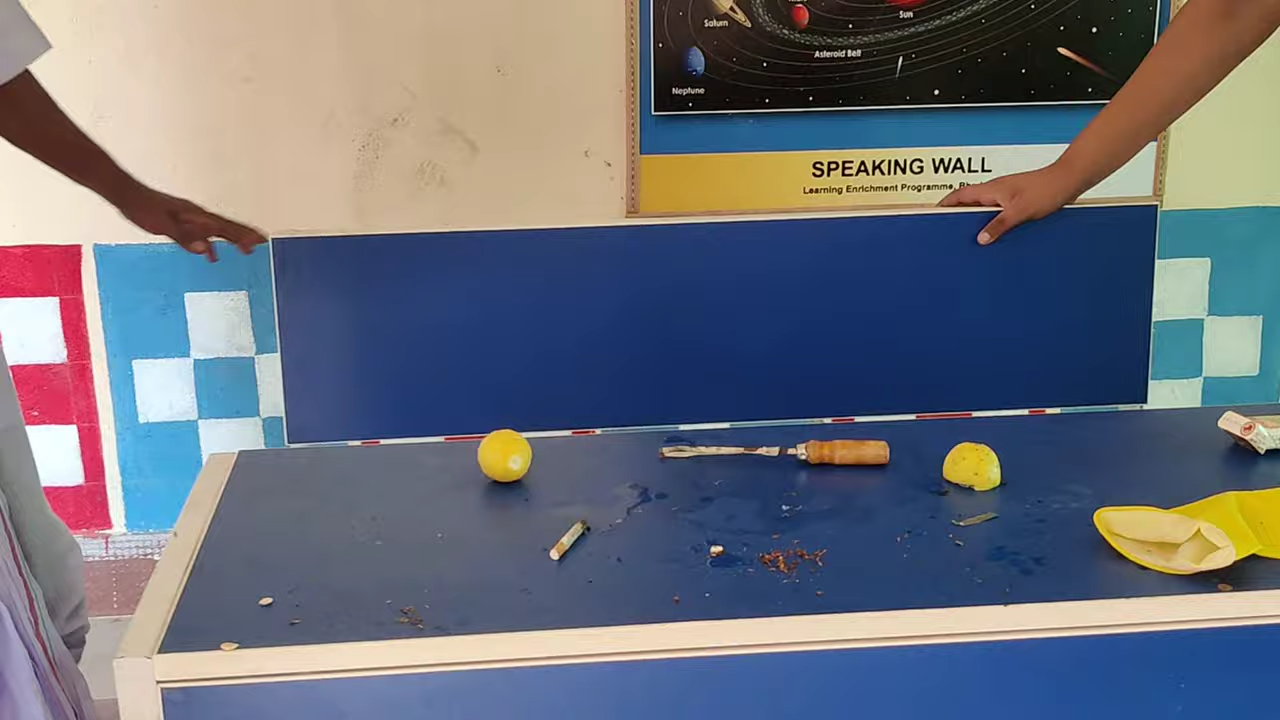 Saturn
Sun
Asteroid Belt
Neptune
SPEAKING WALL
Learning Enrichment Programme,